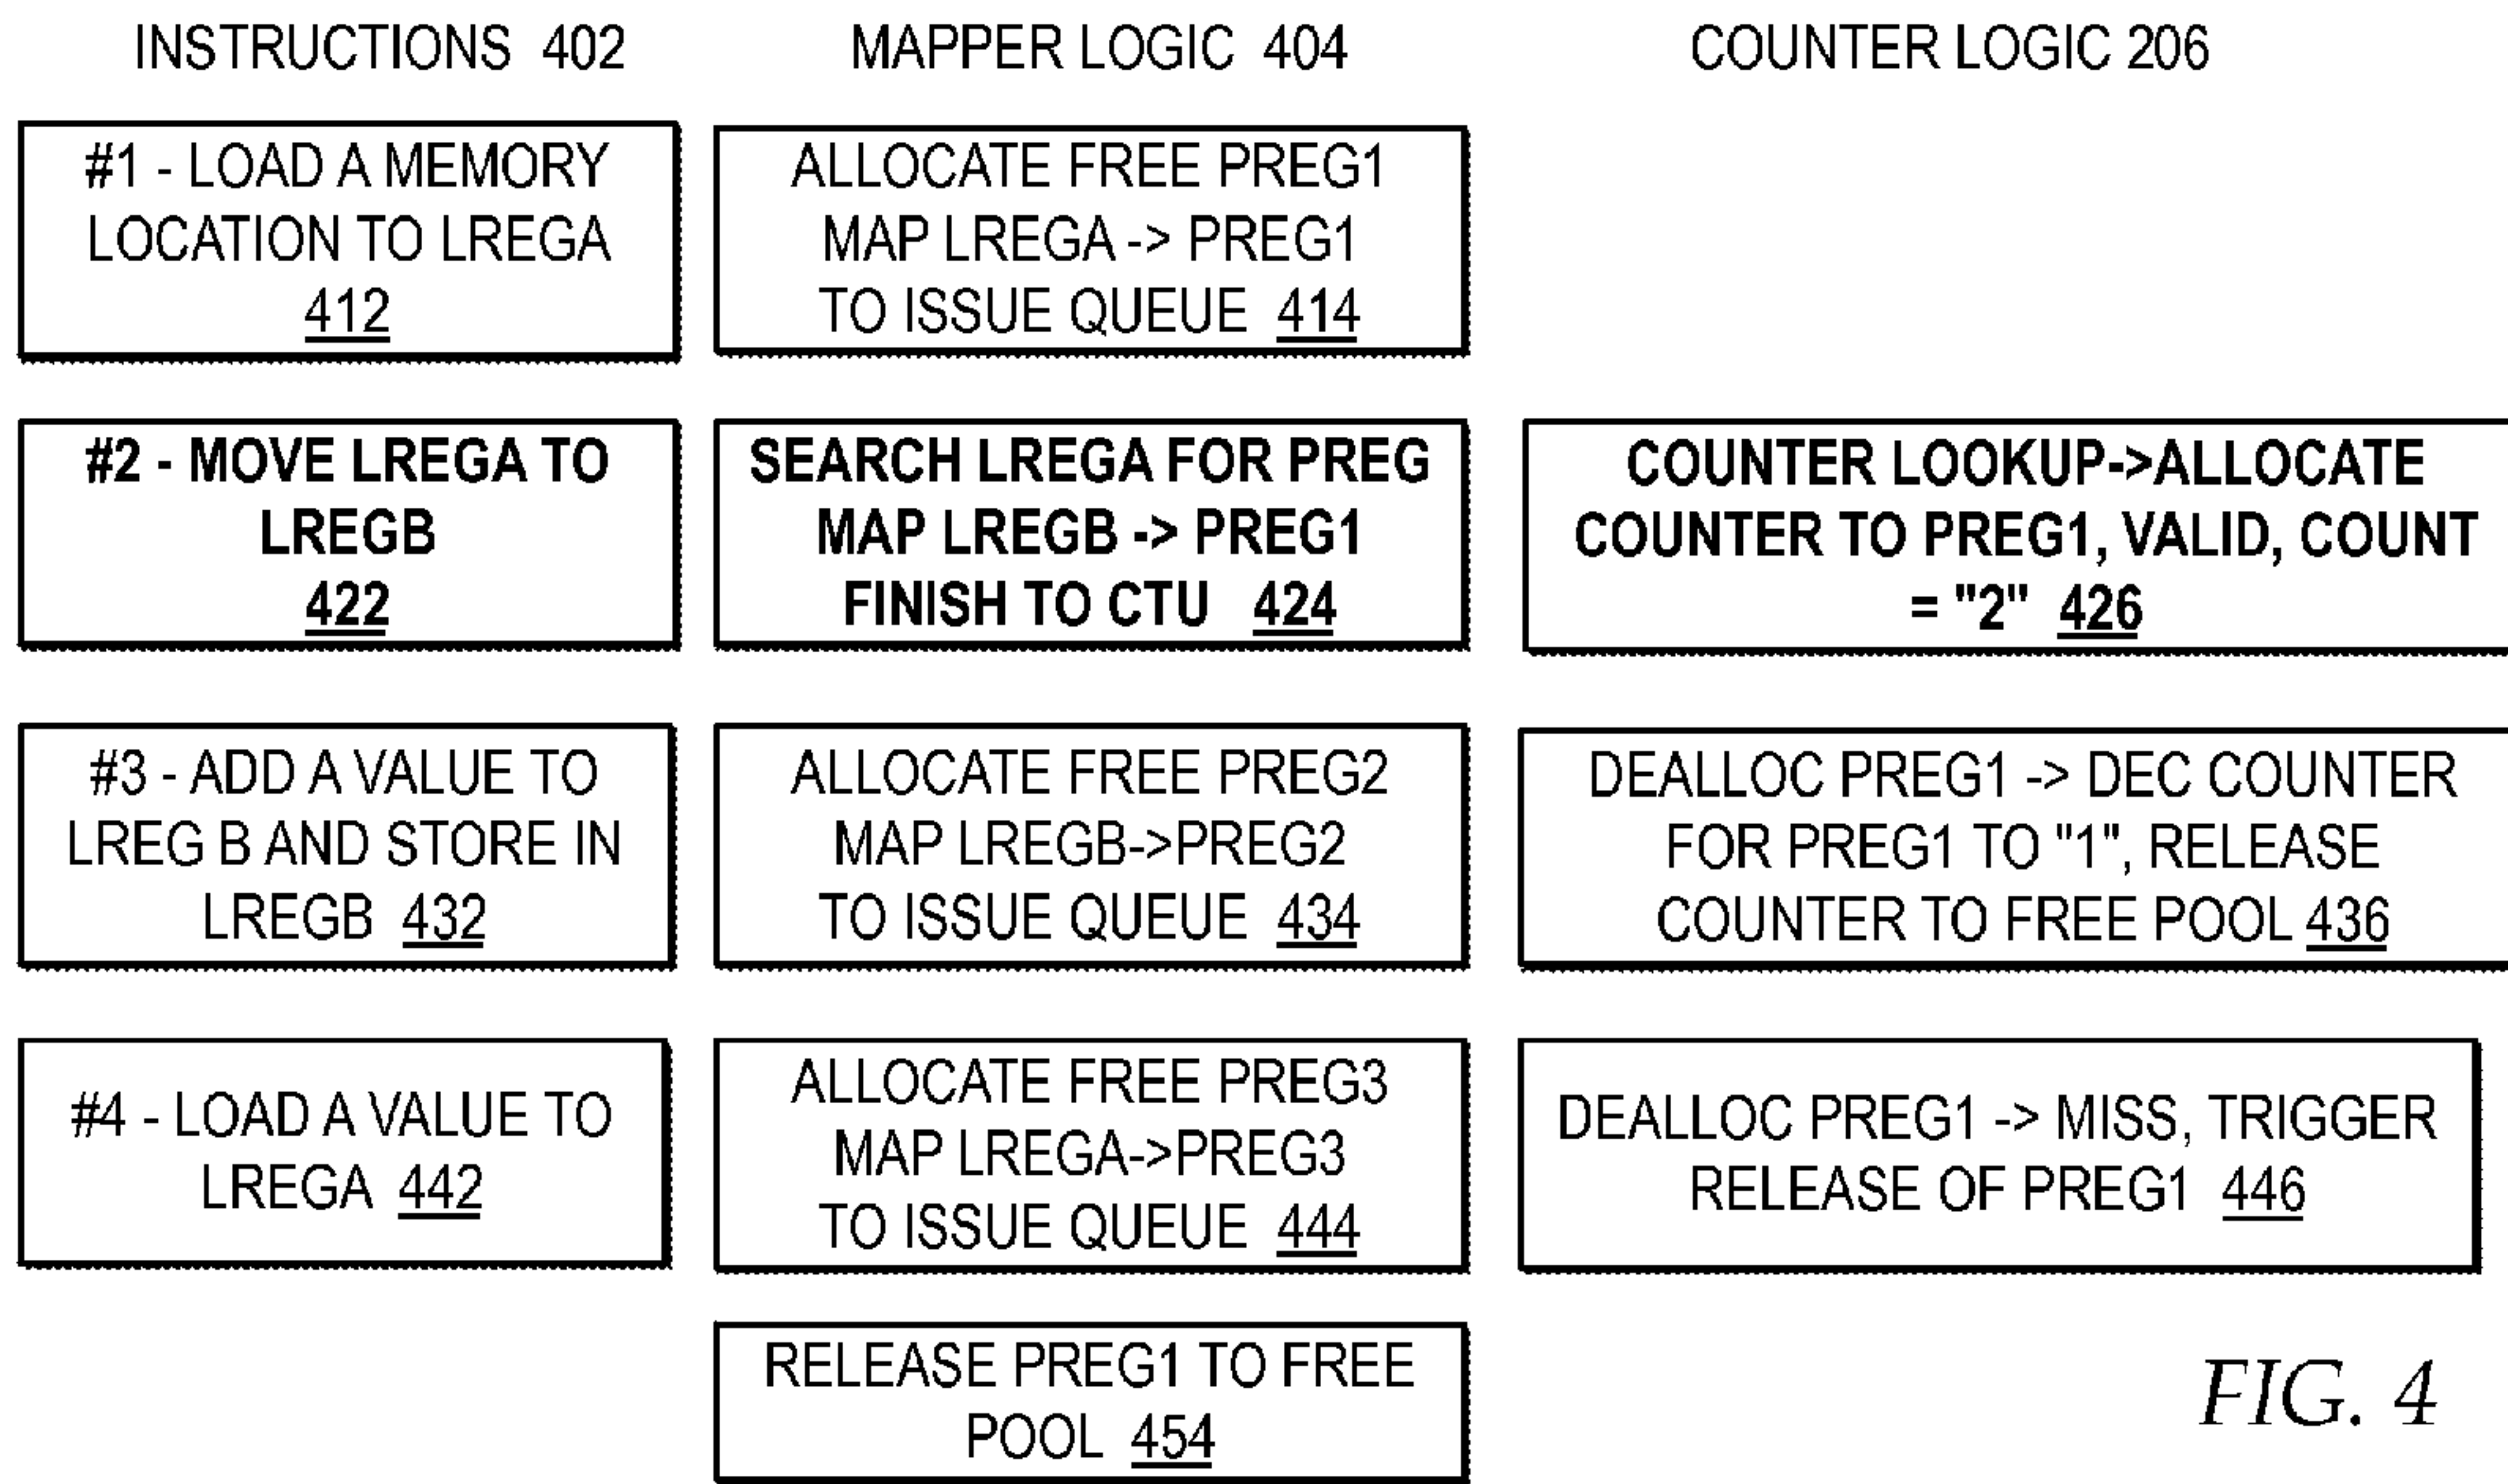 INSTRUCTIONS 402
MAPPER LOGIC 404
COUNTER LOGIC 206
#1 - LOAD A MEMORY
LOCATION TO LREGA
412
ALLOCATE FREE PREG1
MAP LREGA -> PREG1
TO ISSUE QUEUE 414
#2 - MOVE LREGA TO
LREGB
422
SEARCH LREGA FOR PREG
MAP LREGB -> PREG1
FINISH TO CTU 424
COUNTER LOOKUP->ALLOCATE
COUNTER TO PREG1, VALID, COUNT
= "2" 426
#3 - ADD A VALUE TO
LREG B AND STORE IN
LREGB 432
ALLOCATE FREE PREG2
MAP LREGB->PREG2
TO ISSUE QUEUE 434
DEALLOC PREG1 -> DEC COUNTER
FOR PREG1 TO "1", RELEASE
COUNTER TO FREE POOL 436
#4 - LOAD A VALUE TO
LREGA 442
ALLOCATE FREE PREG3
MAP LREGA->PREG3
TO ISSUE QUEUE 444
DEALLOC PREG1 -> MISS, TRIGGER
RELEASE OF PREG1 446
RELEASE PREG1 TO FREE
POOL 454
FIG. 4